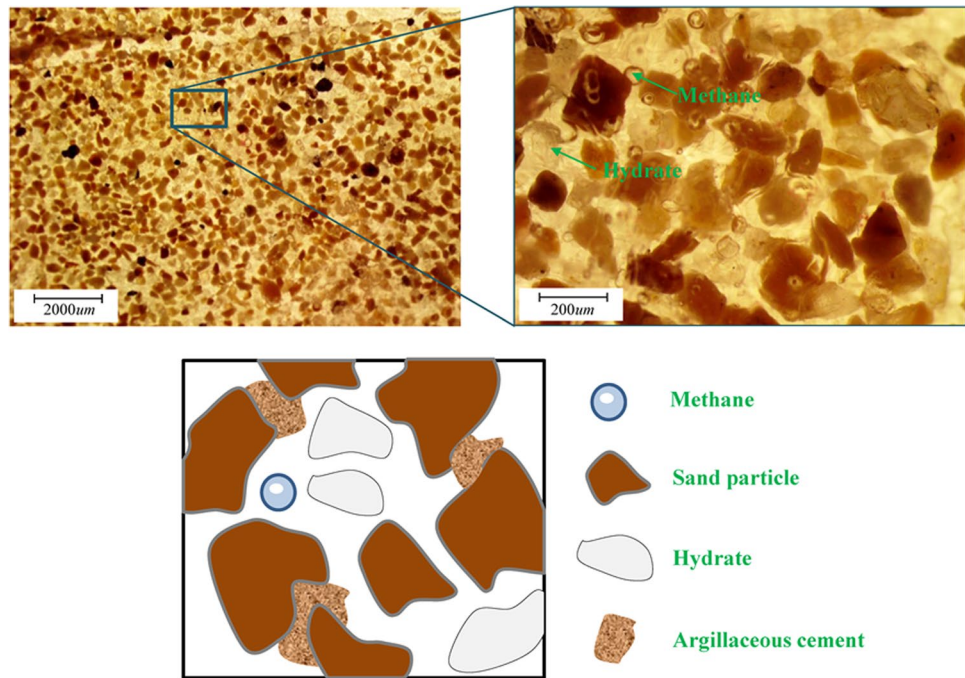 Methane
Hydrate
2000um
200um
Methane
Sand particle
Hydrate
Argillaceous cement